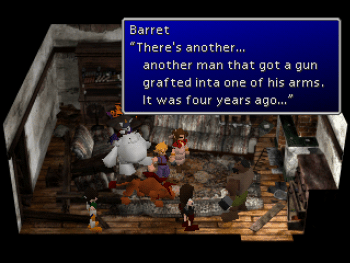 Barret
“There's another...
another man that got a gun
grafted inta one of his arms.
It was four years ago...”